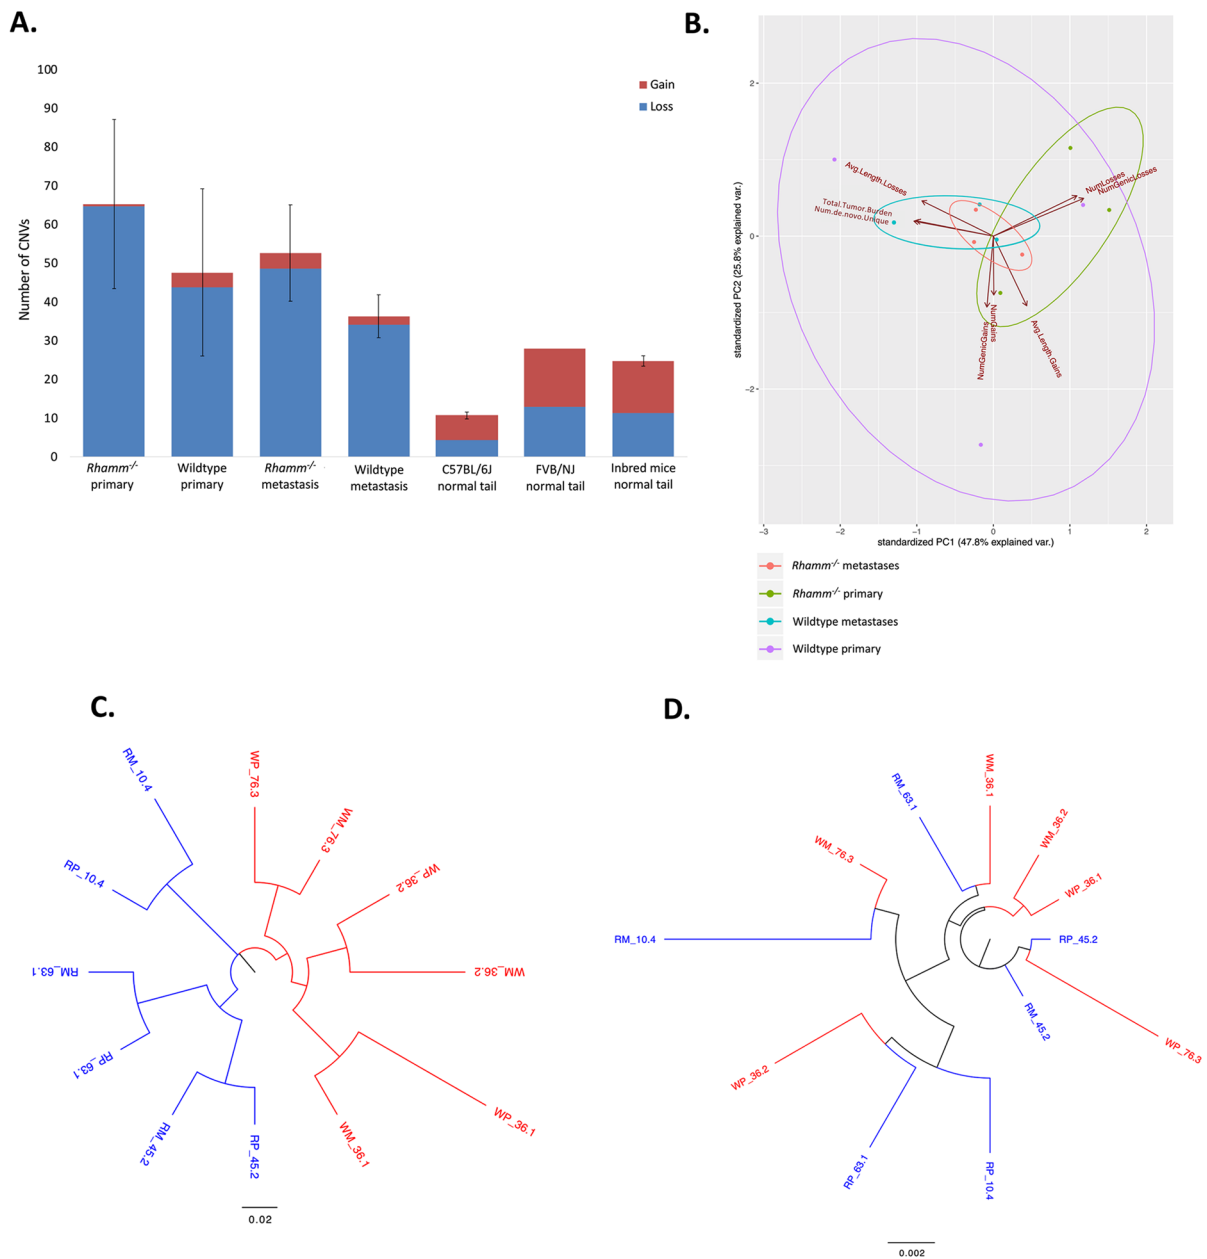 A.
100
90
80
70
60
50
40
30
20
10
0
Number of CNVs
Gain
Loss
Rhamm-/-
primary
Wildtype
primary
Rhamm-/-
metastasis
Wildtype
metastasis
C57BL/6J
normal tail
FVB/NJ
normal tail
Inbred mice
normal tail
B.
standardized PC2 (25.8% explained var.)
2
0
−2
−3
−2
−1
0
1
2
standardized PC1 (47.8% explained var.)
Avg.Length.Losses
Total.Tumor.Burden
Num.de.novo.Unique
NumLosses
NumGenicLosses
NumGenicGains
NumGains
Avg.Length.Gains
Rhamm-/- metastases
Rhamm-/- primary
Wildtype metastases
Wildtype primary
C.
RM_10.4
WP_76.3
WM_76.3
RP_10.4
WP_36.2
RM_63.1
WM_36.2
RP_63.1
WP_36.1
RM_45.2
RP_45.2
WM_36.1
0.02
D.
RM_63.1
WM_36.1
WM_36.2
WM_76.3
WP_36.1
RM_10.4
RP_45.2
RM_45.2
WP_76.3
WP_36.2
RP_63.1
RP_10.4
0.002